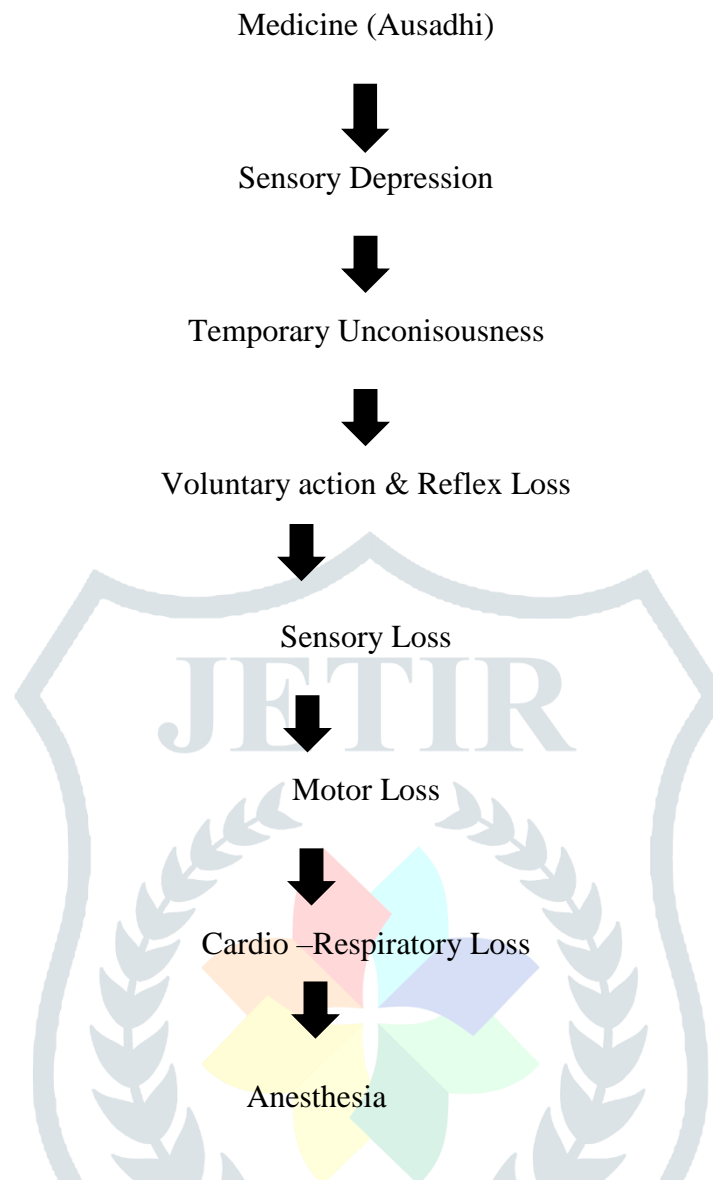 Medicine (Ausadhi)
Sensory Depression
Temporary Unconisousness
Voluntary action & Reflex Loss
Sensory Loss
JETIR
Motor Loss
Cardio –Respiratory Loss
Anesthesia